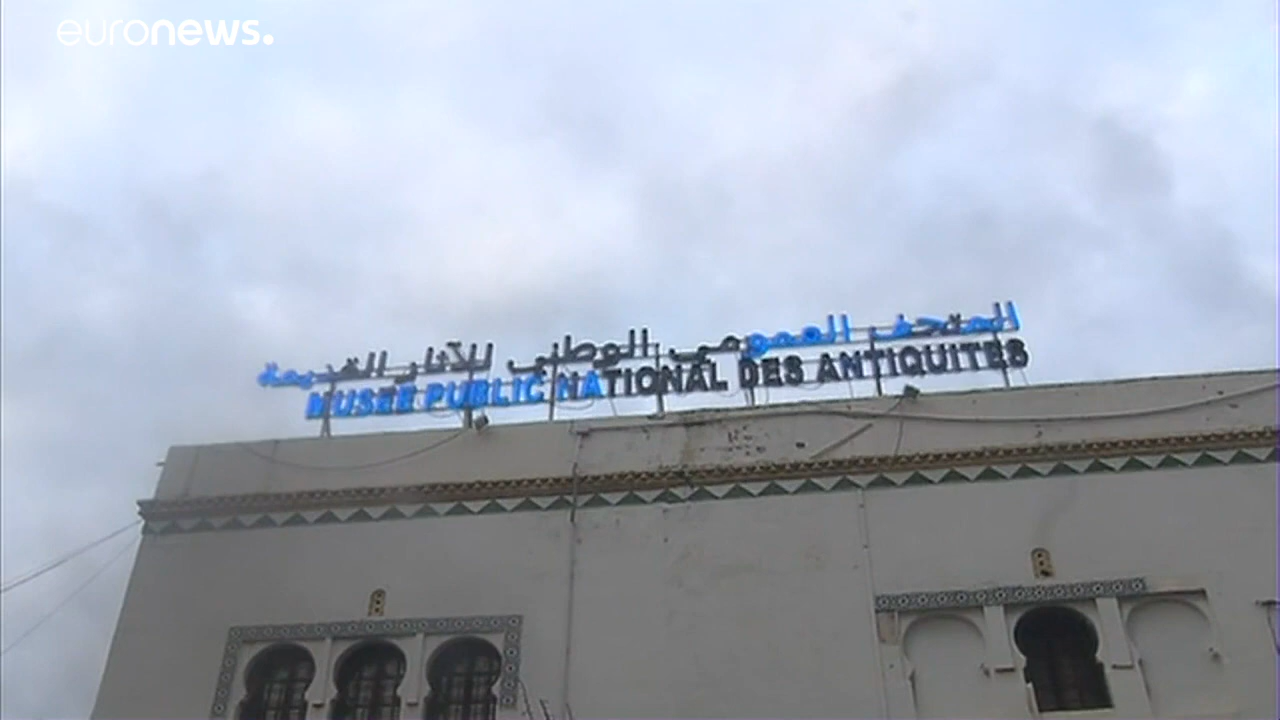 euronews.
المتحف العمومي الوطني للآثار القديمة
MUSEE PUBLIC NATIONAL DES ANTIQUITES